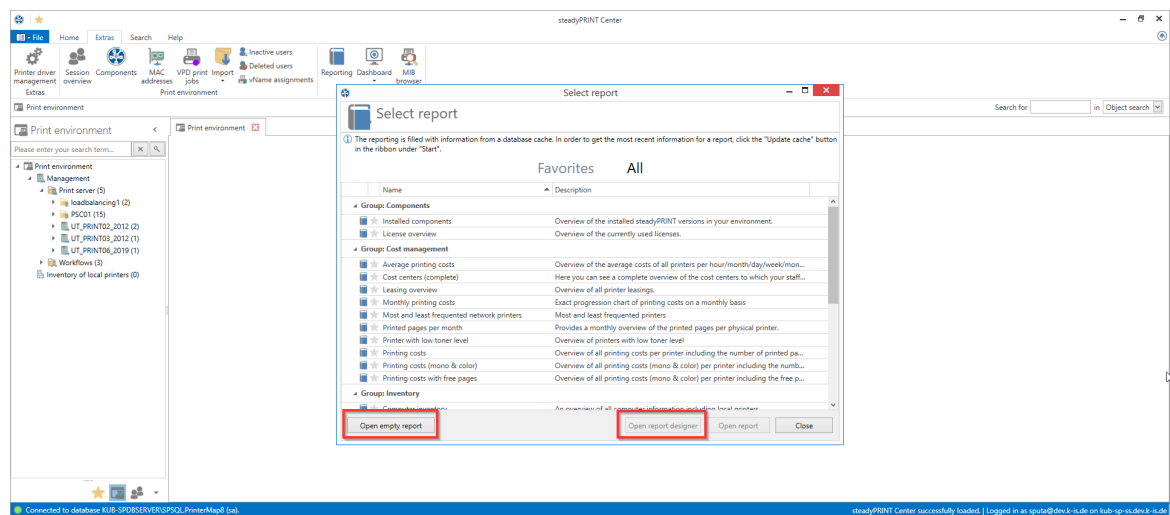 steadyPRINT Center
File Home Extras Search Help
Printer driver management
Session overview
Components
MAC addresses
VPD print jobs
Import
Inactive users
Deleted users
vName assignments
Reporting
Dashboard
MIB browser
Extras
Print environment
Print environment
Search for in Object search
Print environment
Please enter your search term...
Print environment
Management
Print server (5)
loadbalancing1 (2)
PSC01 (15)
UT_PRINT02_2012 (2)
UT_PRINT03_2012 (1)
UT_PRINT06_2019 (1)
Workflows (3)
Inventory of local printers (0)
Print environment
Select report
Select report
The reporting is filled with information from a database cache. In order to get the most recent information for a report, click the "Update cache" button
in the ribbon under "Start".
Favorites All
Name Description
Group: Components
Installed components Overview of the installed steadyPRINT versions in your environment.
License overview Overview of the currently used licenses.
Group: Cost management
Average printing costs Overview of the average costs of all printers per hour/month/day/week/mon...
Cost centers (complete) Here you can see a complete overview of the cost centers to which your staff...
Leasing overview Overview of all printer leasings.
Monthly printing costs Exact progression chart of printing costs on a monthly basis
Most and least frequented network printers Most and least frequented printers
Printed pages per month Provides a monthly overview of the printed pages per physical printer.
Printer with low toner level Overview of printers with low toner level
Printing costs Overview of all printing costs per printer including the number of printed pa...
Printing costs (mono & color) Overview of all printing costs (mono & color) per printer including the numb...
Printing costs with free pages Overview of all printing costs (mono & color) per printer including the free p...
Group: Inventory
Computer inventory An overview of all computer information including local printers
Open empty report Open report designer Open report Close
Connected to database KUB-SPDBSERVER\SPSQL.PrinterMap8 (sa). steadyPRINT Center successfully loaded. | Logged in as sputa@dev.k-is.de on kub-sp-ss.dev.k-is.de